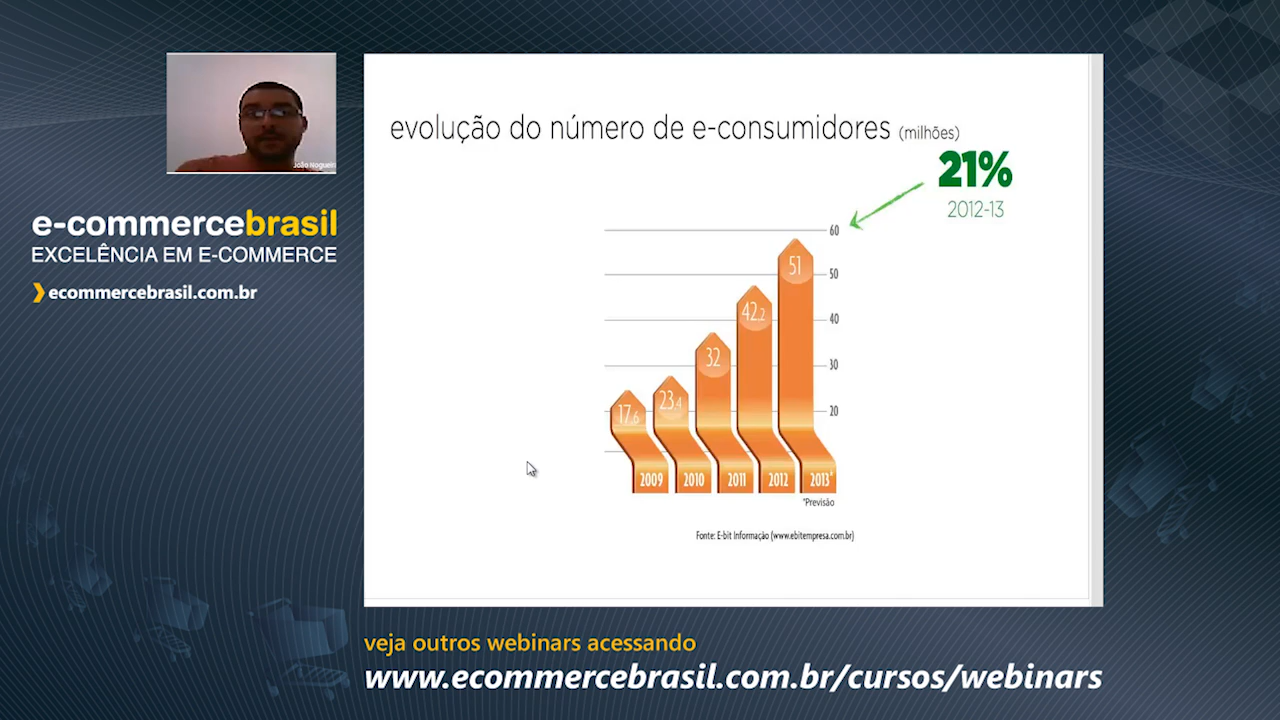 João Nogueir
e-commercebrasil
EXCELÊNCIA EM E-COMMERCE
ecommercebrasil.com.br
evolução do número de e-consumidores (milhões)
21%
2012-13
60
50
40
30
20
51
42,2
32
23,4
17,6
2009 2010 2011 2012 2013*
*Previsão
Fonte: E-bit Informação (www.ebitempresa.com.br)
veja outros webinars acessando
www.ecommercebrasil.com.br/cursos/webinars